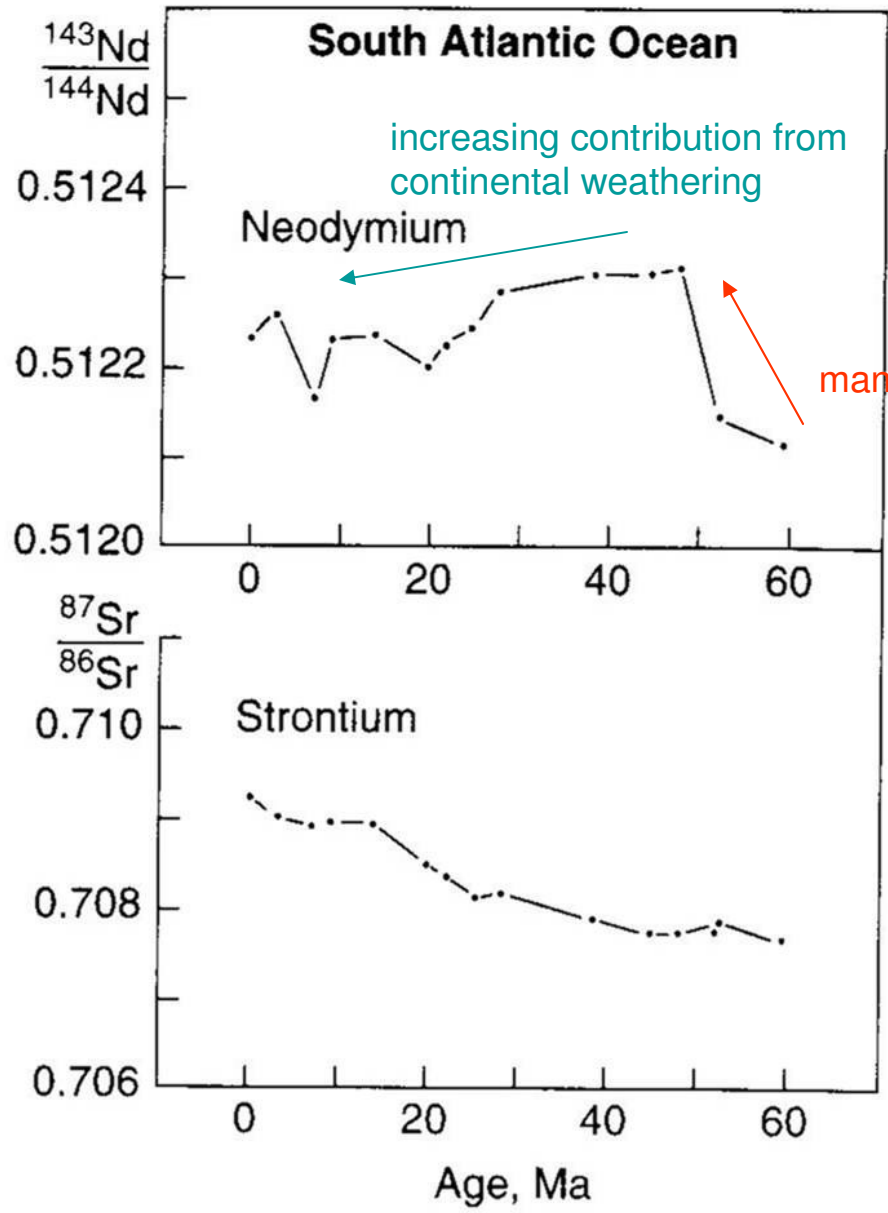 South Atlantic Ocean
143Nd
144Nd
increasing contribution from
continental weathering
0.5124
Neodymium
0.5122
man
0.5120
0 20 40 60
87Sr
86Sr
0.710
Strontium
0.708
0.706
0 20 40 60
Age, Ma